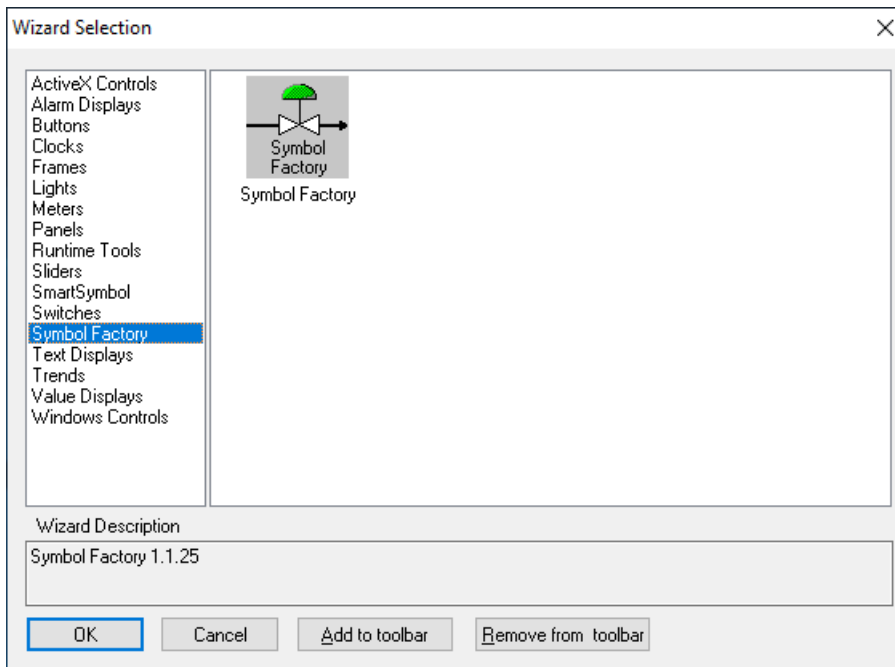 Wizard Selection
ActiveX Controls
Alarm Displays
Buttons
Clocks
Frames
Lights
Meters
Panels
Runtime Tools
Sliders
SmartSymbol
Switches
Symbol Factory
Text Displays
Trends
Value Displays
Windows Controls
Symbol
Factory
Symbol Factory
Wizard Description
Symbol Factory 1.1.25
OK Cancel Add to toolbar Remove from toolbar